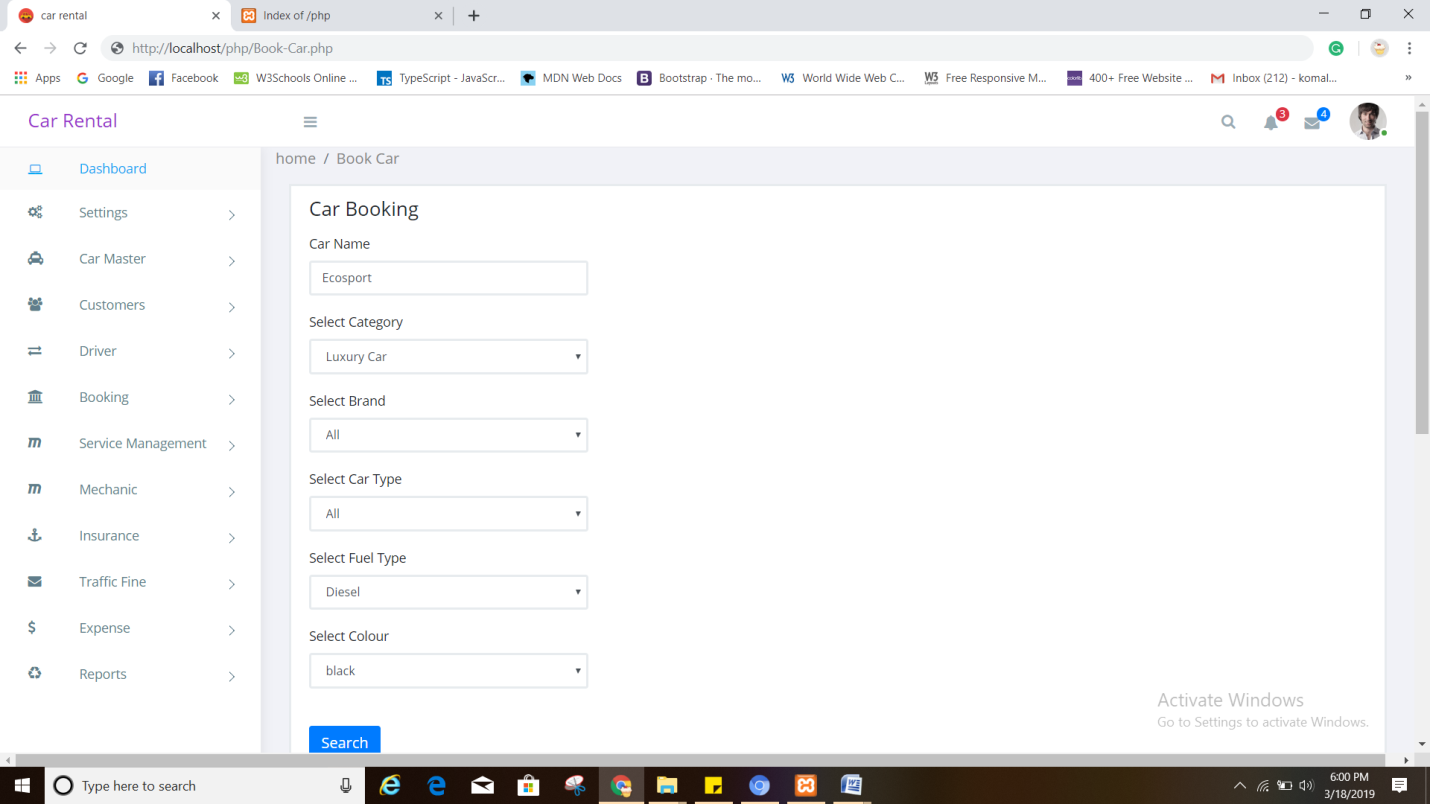 car rental
Index of /php
http://localhost/php/Book-Car.php
Apps Google Facebook W3Schools Online ... TypeScript - JavaScr... MDN Web Docs Bootstrap · The mo... World Wide Web C... Free Responsive M... 400+ Free Website ... Inbox (212) - komal... »
Car Rental
3
4
home / Book Car
Dashboard
Settings
Car Master
Customers
Driver
Booking
Service Management
Mechanic
Insurance
Traffic Fine
Expense
Reports
Car Booking
Car Name
Ecosport
Select Category
Luxury Car
Select Brand
All
Select Car Type
All
Select Fuel Type
Diesel
Select Colour
black
Search
Activate Windows
Go to Settings to activate Windows.
Type here to search
6:00 PM
3/18/2019